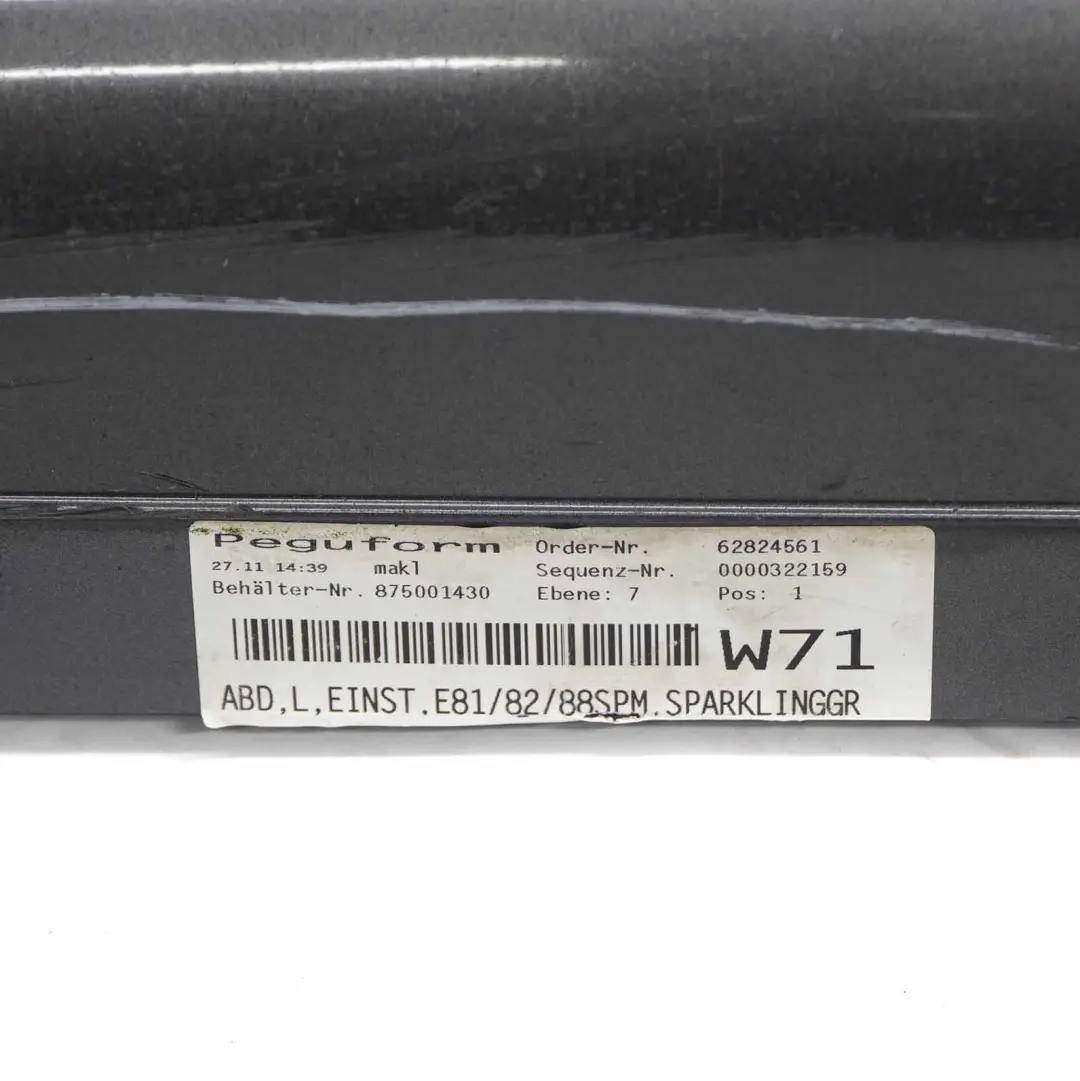 Peguform Order-Nr. 62824561
27.11 14:39 makl Sequenz-Nr. 0000322159
Behälter-Nr. 875001430 Ebene: 7 Pos: 1
W71
ABD,L,EINST.E81/82/88SPM.SPARKLINGGR